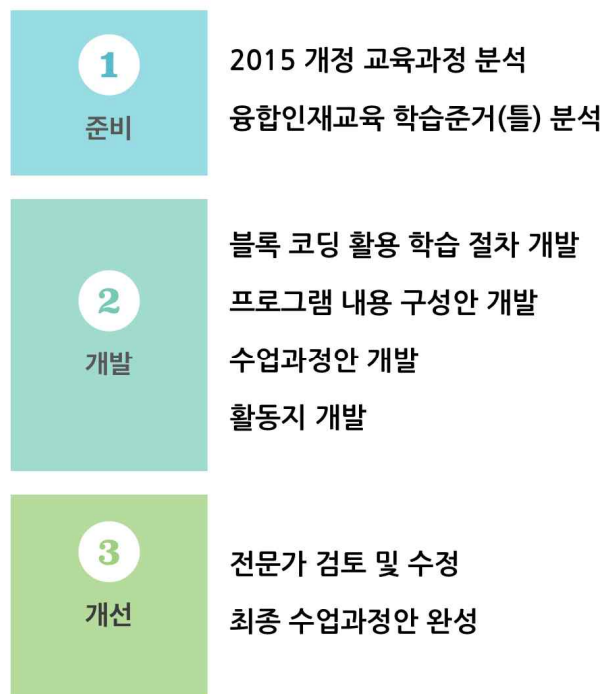 1
준비
2015 개정 교육과정 분석
융합인재교육 학습준거(틀) 분석
2
개발
블록 코딩 활용 학습 절차 개발
프로그램 내용 구성안 개발
수업과정안 개발
활동지 개발
3
개선
전문가 검토 및 수정
최종 수업과정안 완성